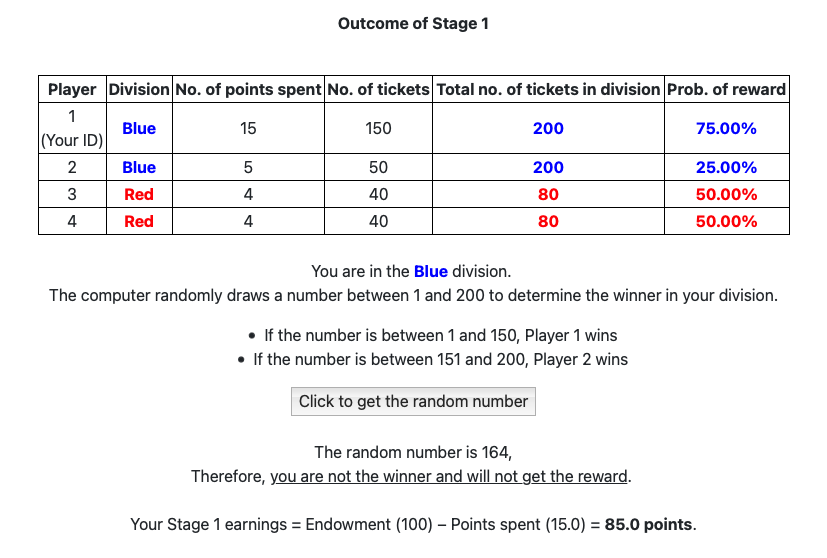 Outcome of Stage 1
Player Division No. of points spent No. of tickets Total no. of tickets in division Prob. of reward
1
(Your ID) Blue 15 150 200 75.00%
2 Blue 5 50 200 25.00%
3 Red 4 40 80 50.00%
4 Red 4 40 80 50.00%
You are in the Blue division.
The computer randomly draws a number between 1 and 200 to determine the winner in your division.
• If the number is between 1 and 150, Player 1 wins
• If the number is between 151 and 200, Player 2 wins
Click to get the random number
The random number is 164,
Therefore, you are not the winner and will not get the reward.
Your Stage 1 earnings = Endowment (100) – Points spent (15.0) = 85.0 points.